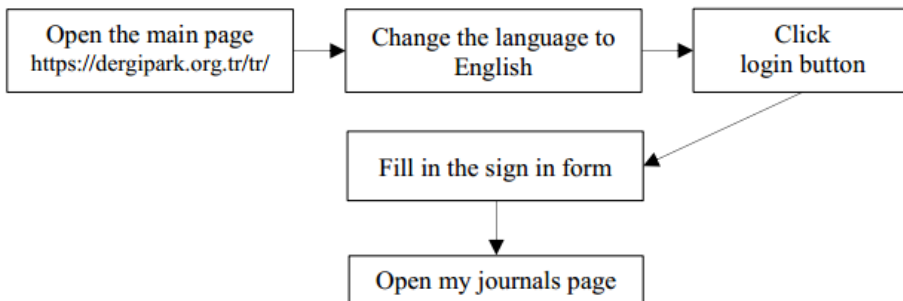 Open the main page
https://dergipark.org.tr/tr/
Change the language to
English
Click
login button
Fill in the sign in form
Open my journals page